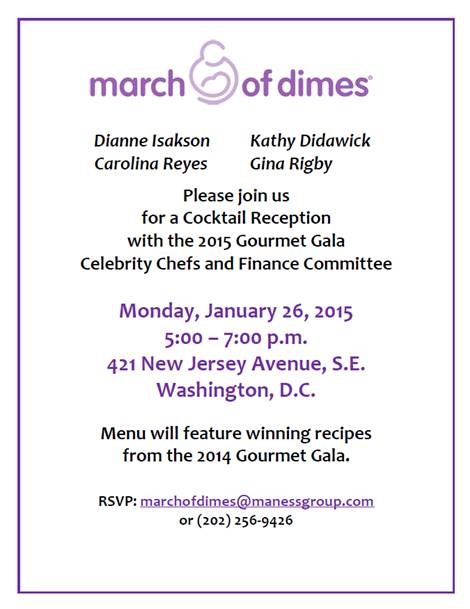 march of dimes®
Dianne Isakson Kathy Didawick
Carolina Reyes Gina Rigby
Please join us
for a Cocktail Reception
with the 2015 Gourmet Gala
Celebrity Chefs and Finance Committee
Monday, January 26, 2015
5:00 – 7:00 p.m.
421 New Jersey Avenue, S.E.
Washington, D.C.
Menu will feature winning recipes
from the 2014 Gourmet Gala.
RSVP: marchofdimes@manessgroup.com
or (202) 256-9426